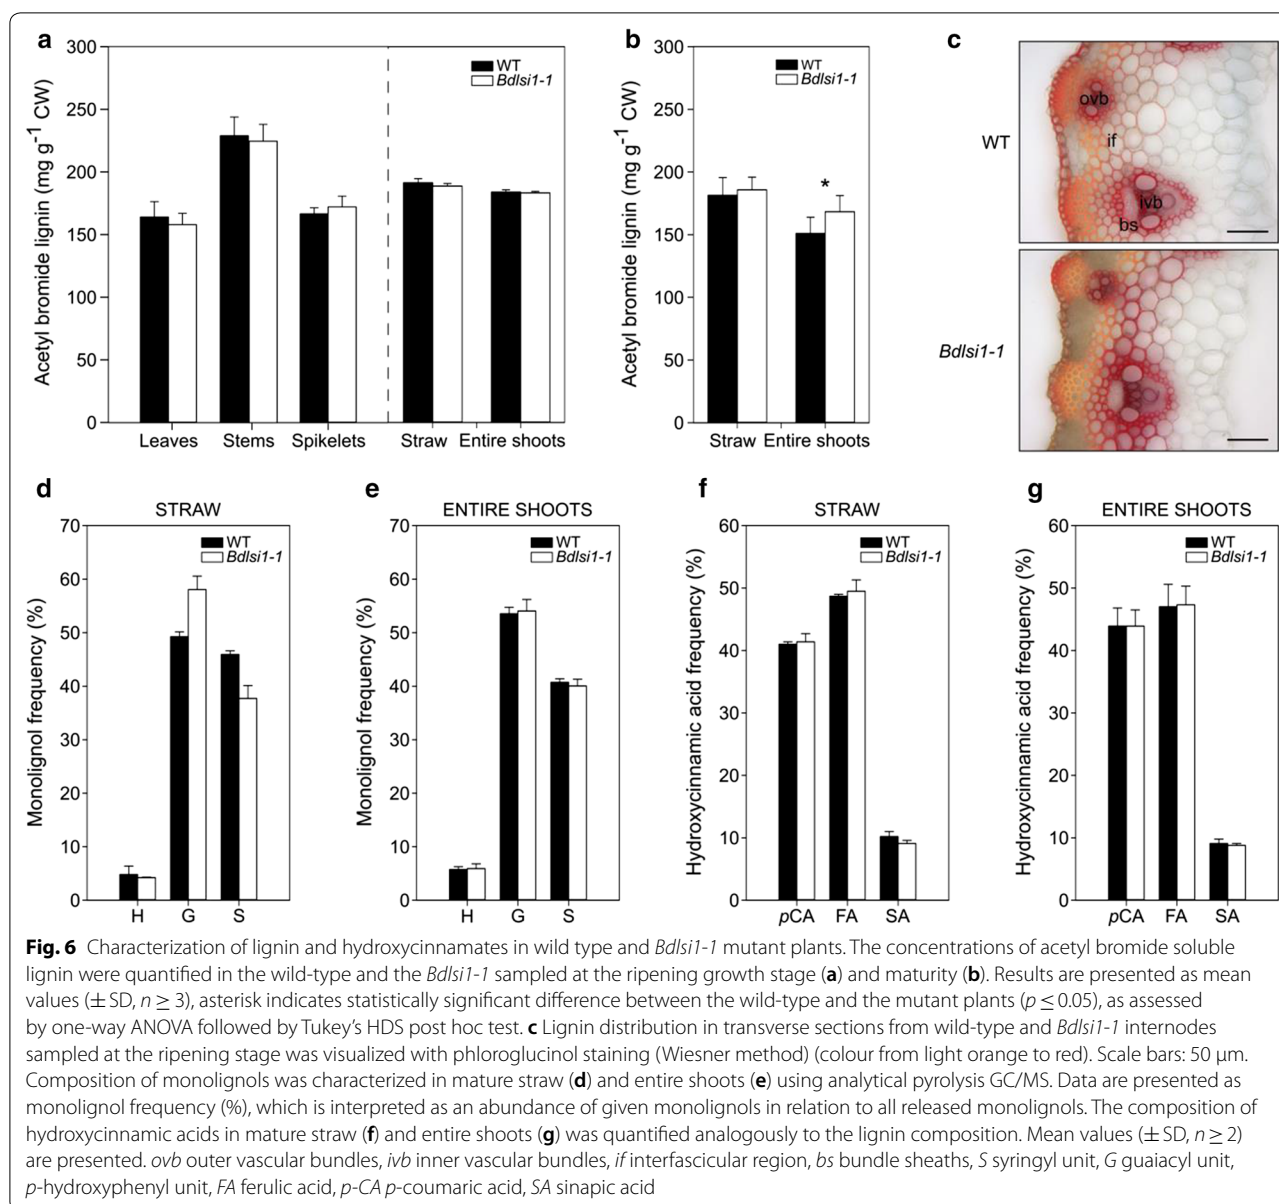 a
300
250
200
150
100
50
0
Acetyl bromide lignin (mg g⁻¹ CW)
WT
Bdlsi1-1
Leaves Stems Spikelets Straw Entire shoots
b
300
250
200
150
100
50
0
Acetyl bromide lignin (mg g⁻¹ CW)
WT
Bdlsi1-1
*
Straw Entire shoots
c
WT
ovb
if
ivb
bs
Bdlsi1-1
d
STRAW
70
60
50
40
30
20
10
0
Monolignol frequency (%)
WT
Bdlsi1-1
H G S
e
ENTIRE SHOOTS
70
60
50
40
30
20
10
0
Monolignol frequency (%)
WT
Bdlsi1-1
H G S
f
STRAW
60
50
40
30
20
10
0
Hydroxycinnamic acid frequency (%)
WT
Bdlsi1-1
pCA FA SA
g
ENTIRE SHOOTS
60
50
40
30
20
10
0
Hydroxycinnamic acid frequency (%)
WT
Bdlsi1-1
pCA FA SA
Fig. 6 Characterization of lignin and hydroxycinnamates in wild type and Bdlsi1-1 mutant plants. The concentrations of acetyl bromide soluble
lignin were quantified in the wild-type and the Bdlsi1-1 sampled at the ripening growth stage (a) and maturity (b). Results are presented as mean
values (± SD, n ≥ 3), asterisk indicates statistically significant difference between the wild-type and the mutant plants (p ≤ 0.05), as assessed
by one-way ANOVA followed by Tukey's HDS post hoc test. c Lignin distribution in transverse sections from wild-type and Bdlsi1-1 internodes
sampled at the ripening stage was visualized with phloroglucinol staining (Wiesner method) (colour from light orange to red). Scale bars: 50 µm.
Composition of monolignols was characterized in mature straw (d) and entire shoots (e) using analytical pyrolysis GC/MS. Data are presented as
monolignol frequency (%), which is interpreted as an abundance of given monolignols in relation to all released monolignols. The composition of
hydroxycinnamic acids in mature straw (f) and entire shoots (g) was quantified analogously to the lignin composition. Mean values (± SD, n ≥ 2)
are presented. ovb outer vascular bundles, ivb inner vascular bundles, if interfascicular region, bs bundle sheaths, S syringyl unit, G guaiacyl unit,
p-hydroxyphenyl unit, FA ferulic acid, p-CA p-coumaric acid, SA sinapic acid